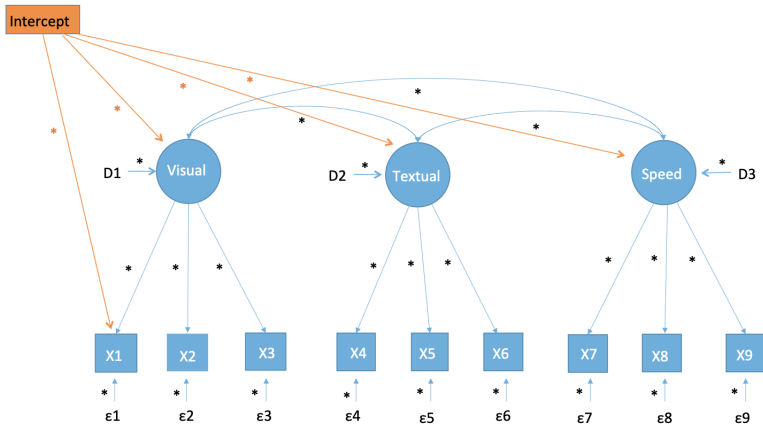 Intercept
*
*
*
*
*
*
*
D1
*
Visual
D2
*
Textual
Speed
*
D3
*
*
*
*
*
*
*
*
*
X1
X2
X3
X4
X5
X6
X7
X8
X9
*
*
*
*
*
*
*
*
*
ε1
ε2
ε3
ε4
ε5
ε6
ε7
ε8
ε9